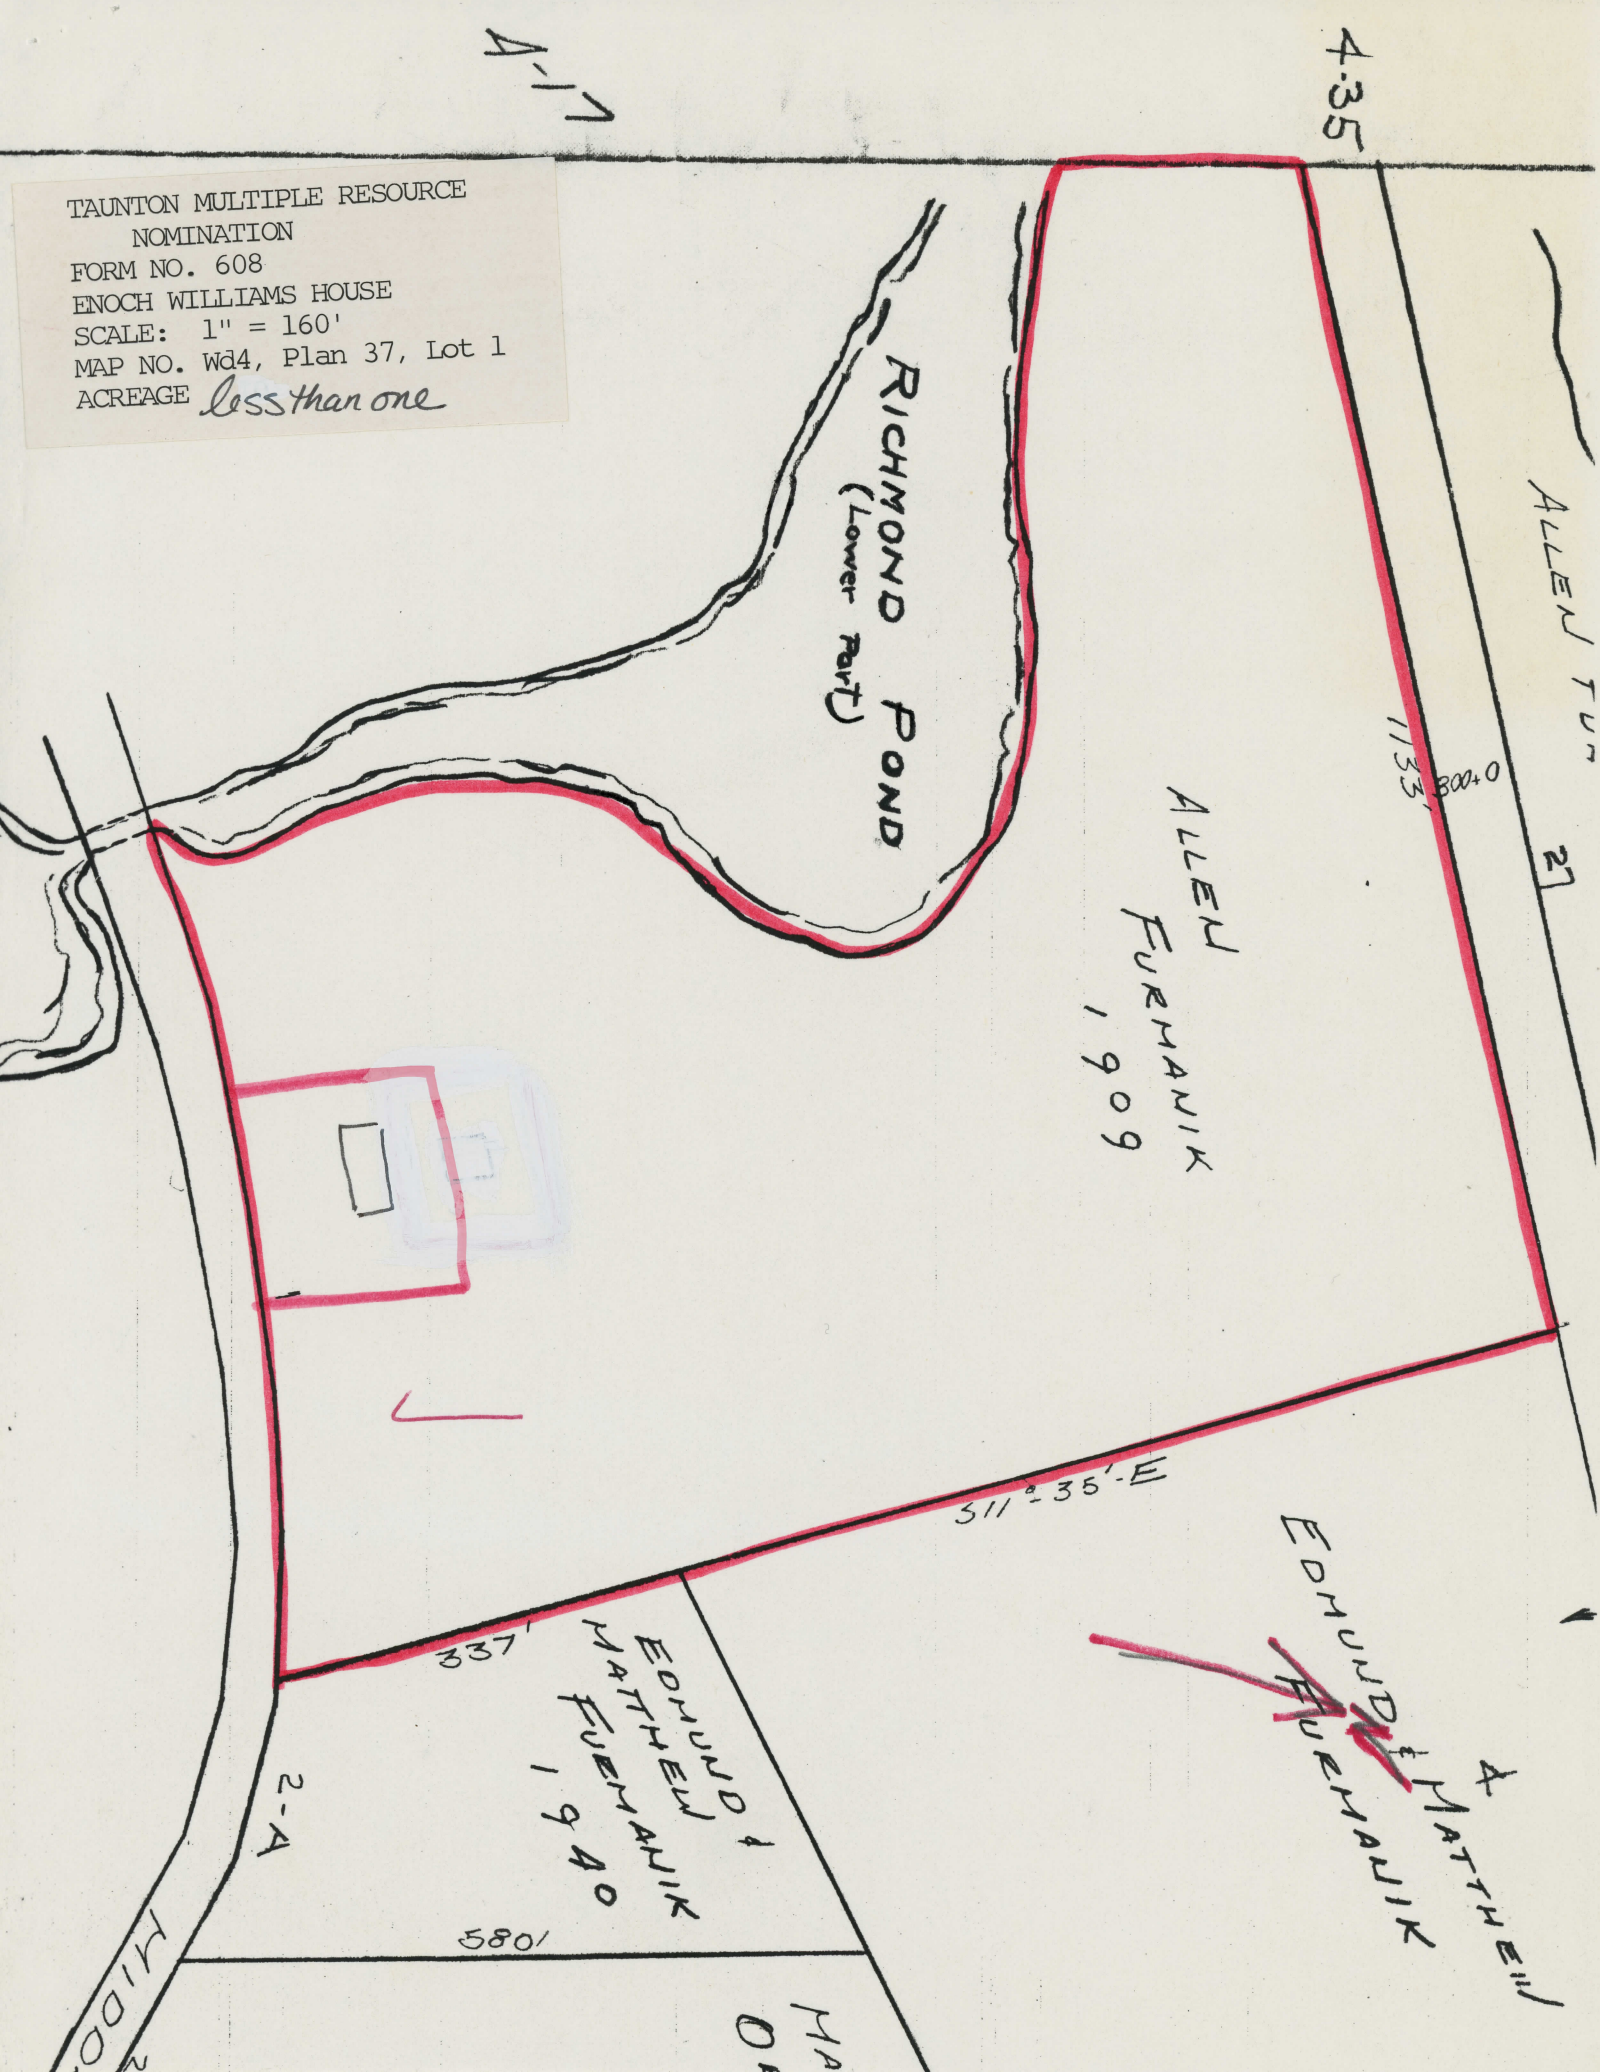 4-17
4-35
TAUNTON MULTIPLE RESOURCE
NOMINATION
FORM NO. 608
ENOCH WILLIAMS HOUSE
SCALE: 1" = 160'
MAP NO. Wd4, Plan 37, Lot 1
ACREAGE less than one
RICHMOND POND
(Lower Part)
ALLEN
1133'
300+0
27
ALLEN
FURMANIK
1909
S11°-35'-E
337'
EDMUND &
MATTHEW
FURMANIK
1940
EDMUND & MATTHEW
FURMANIK
4
2-A
580'